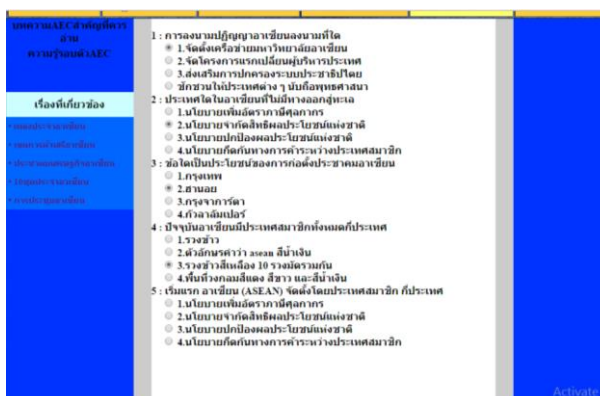 บทความAECสำคัญที่ควร
อ่าน
ความรู้รอบตัวAEC
เรื่องที่เกี่ยวข้อง
1 : การลงนามปฏิญญาอาเซียนลงนามที่ใด
1.จัดตั้งเครือข่ายมหาวิทยาลัยอาเซียน
2.จัดโครงการแรกเปลี่ยนผู้บริหารประเทศ
3.ส่งเสริมการปกครองระบบประชาธิปไตย
ชักชวนให้ประเทศต่าง ๆ นับถือพุทธศาสนา
2 : ประเทศใดในอาเซียนที่ไม่มีทางออกสู่ทะเล
1.นโยบายเพิ่มอัตราภาษีศุลกากร
2.นโยบายจำกัดสิทธิผลประโยชน์แห่งชาติ
3.นโยบายปกป้องผลประโยชน์แห่งชาติ
4.นโยบายกีดกันทางการค้าระหว่างประเทศสมาชิก
3 : ข้อใดเป็นประโยชน์ของการก่อตั้งประชาคมอาเซียน
1.กรุงเทพ
2.ฮานอย
3.กรุงจาการ์ตา
4.กัวลาลัมเปอร์
4 : ปัจจุบันอาเซียนมีประเทศสมาชิกทั้งหมดกี่ประเทศ
1.รวงข้าว
2.ตัวอักษรคำว่า asean สีน้ำเงิน
3.รวงข้าวสีเหลือง 10 รวงมัดรวมกัน
4.พื้นที่วงกลมสีแดง สีขาว และสีน้ำเงิน
5 : เริ่มแรก อาเซียน (ASEAN) จัดตั้งโดยประเทศสมาชิก กี่ประเทศ
1.นโยบายเพิ่มอัตราภาษีศุลกากร
2.นโยบายจำกัดสิทธิผลประโยชน์แห่งชาติ
3.นโยบายปกป้องผลประโยชน์แห่งชาติ
4.นโยบายกีดกันทางการค้าระหว่างประเทศสมาชิก
Activate